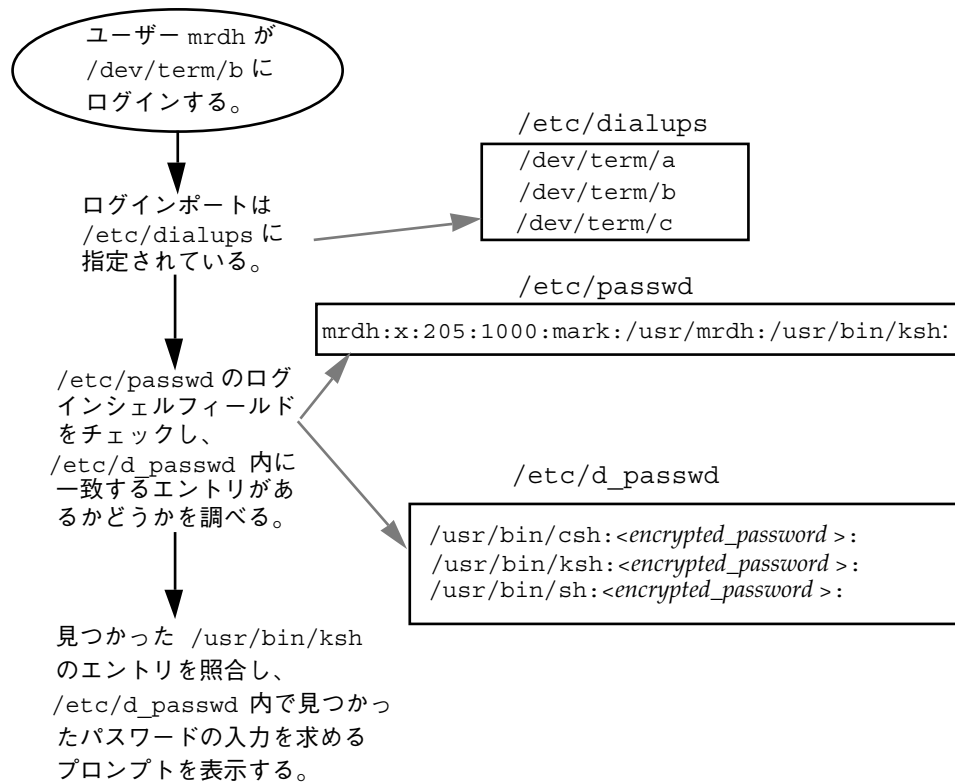 ユーザー mrdh が
/dev/term/b に
ログインする。
ログインポートは
/etc/dialups に
指定されている。
/etc/dialups
/dev/term/a
/dev/term/b
/dev/term/c
/etc/passwd
mrdh:x:205:1000:mark:/usr/mrdh:/usr/bin/ksh:
/etc/passwd のログ
インシェルフィールド
をチェックし、
/etc/d_passwd 内に
一致するエントリがあ
るかどうかを調べる。
/etc/d_passwd
/usr/bin/csh:<encrypted_password >:
/usr/bin/ksh:<encrypted_password >:
/usr/bin/sh:<encrypted_password >:
見つかった /usr/bin/ksh
のエントリを照合し、
/etc/d_passwd 内で見つかっ
たパスワードの入力を求める
プロンプトを表示する。